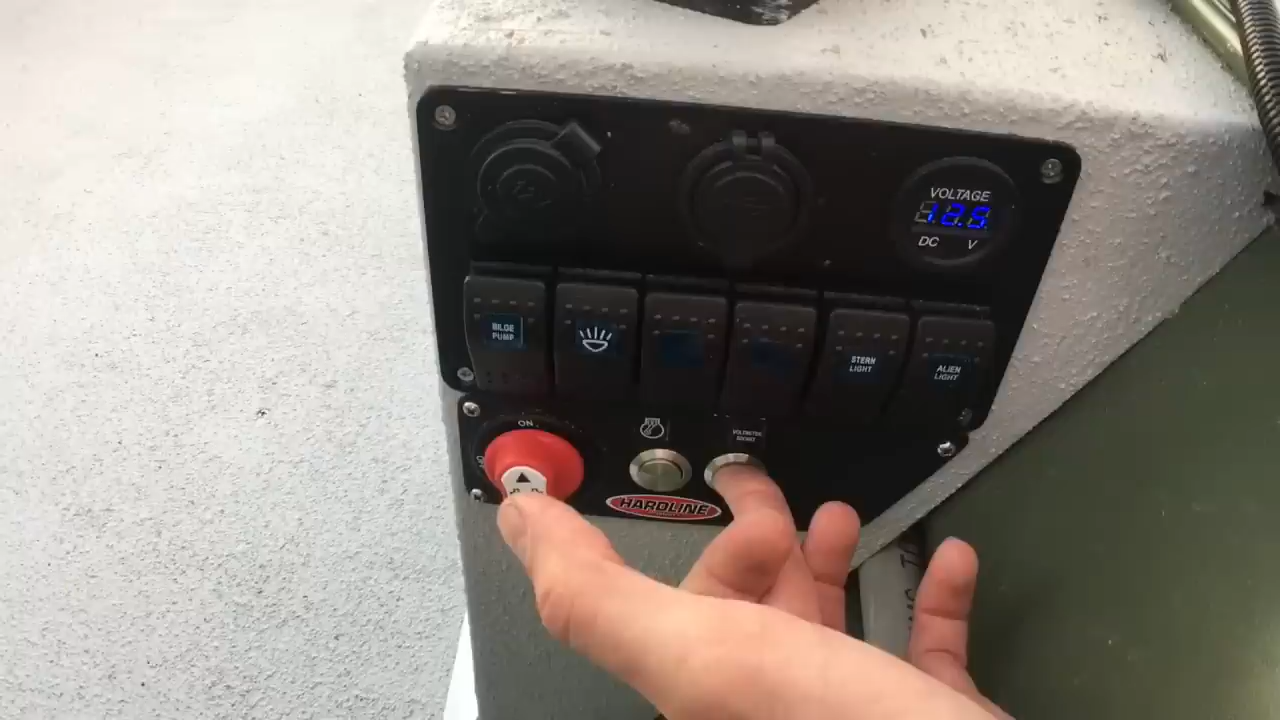 VOLTAGE
12.5
DC V
BILGE
PUMP
STERN
LIGHT
ALIEN
LIGHT
ON
HARDLINE